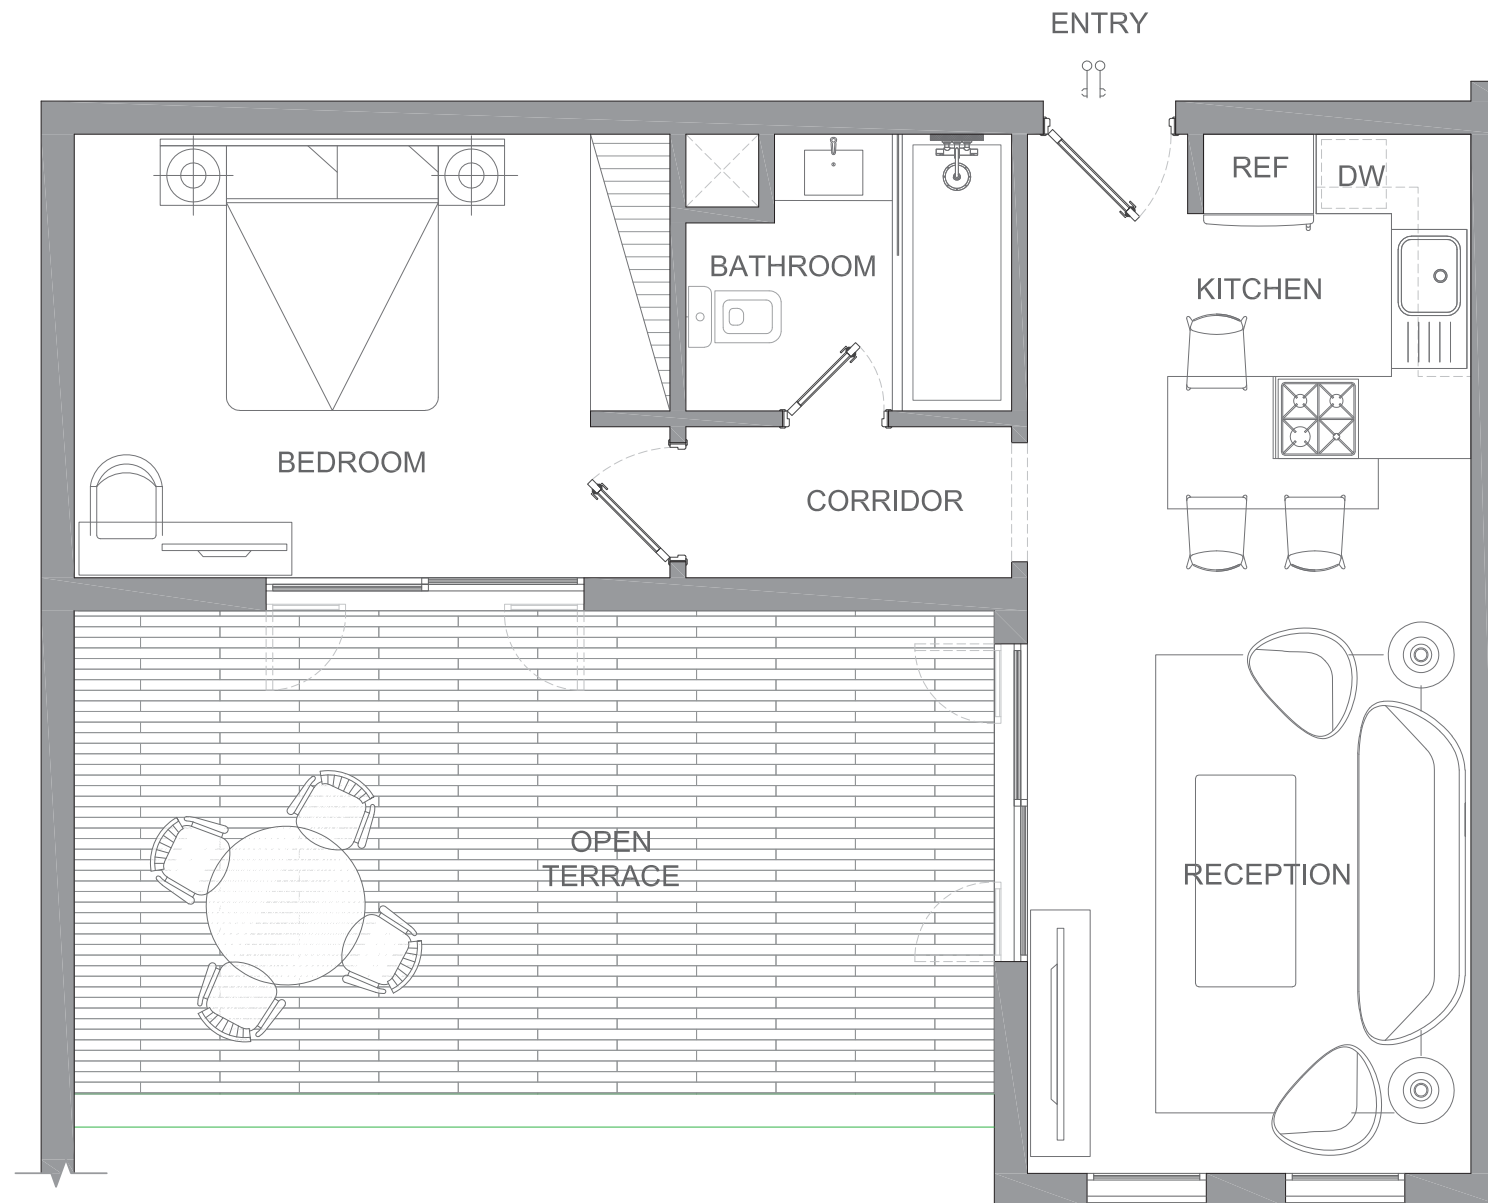 ENTRY
REF
DW
BATHROOM
KITCHEN
BEDROOM
CORRIDOR
OPEN
TERRACE
RECEPTION